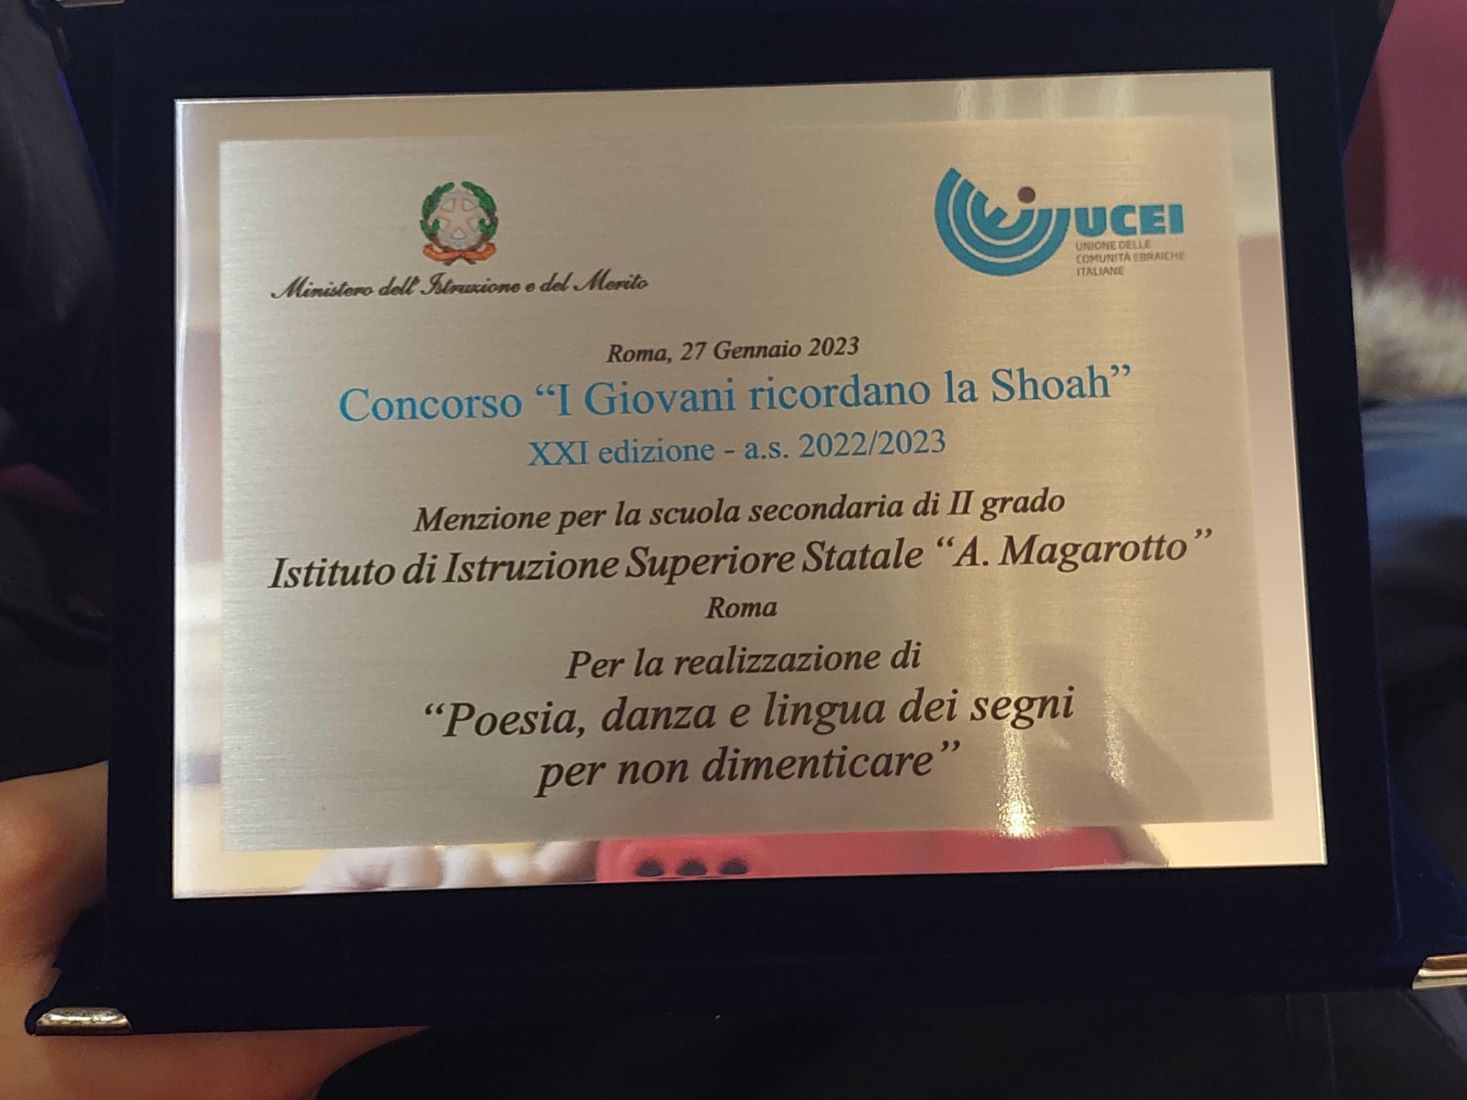 Ministero dell'Istruzione e del Merito
UCEI
UNIONE DELLE
COMUNITÀ EBRAICHE
ITALIANE
Roma, 27 Gennaio 2023
Concorso “I Giovani ricordano la Shoah”
XXI edizione - a.s. 2022/2023
Menzione per la scuola secondaria di II grado
Istituto di Istruzione Superiore Statale “A. Magarotto”
Roma
Per la realizzazione di
“Poesia, danza e lingua dei segni
per non dimenticare”